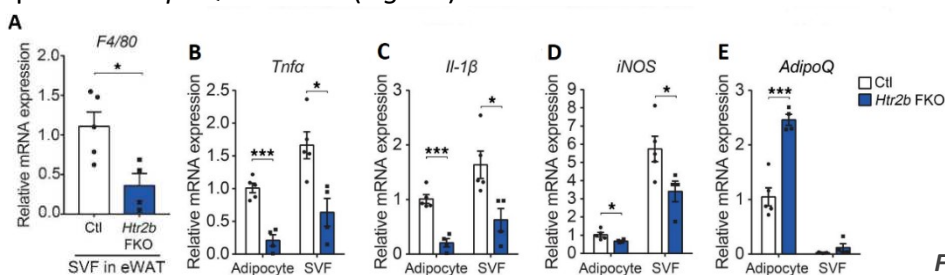 A
F4/80
Relative mRNA expression
2.0
1.5
1.0
0.5
0.0
*
Ctl
Htr2b
FKO
SVF in eWAT
B
Tnfα
Relative mRNA expression
2.5
2.0
1.5
1.0
0.5
0.0
***
*
Adipocyte
SVF
C
Il-1β
Relative mRNA expression
3
2
1
0
***
*
Adipocyte
SVF
D
iNOS
Relative mRNA expression
9
8
7
6
5
4
3
2
1
0
*
*
Adipocyte
SVF
E
AdipoQ
Relative mRNA expression
3
2
1
0
***
Adipocyte
SVF
Ctl
Htr2b FKO